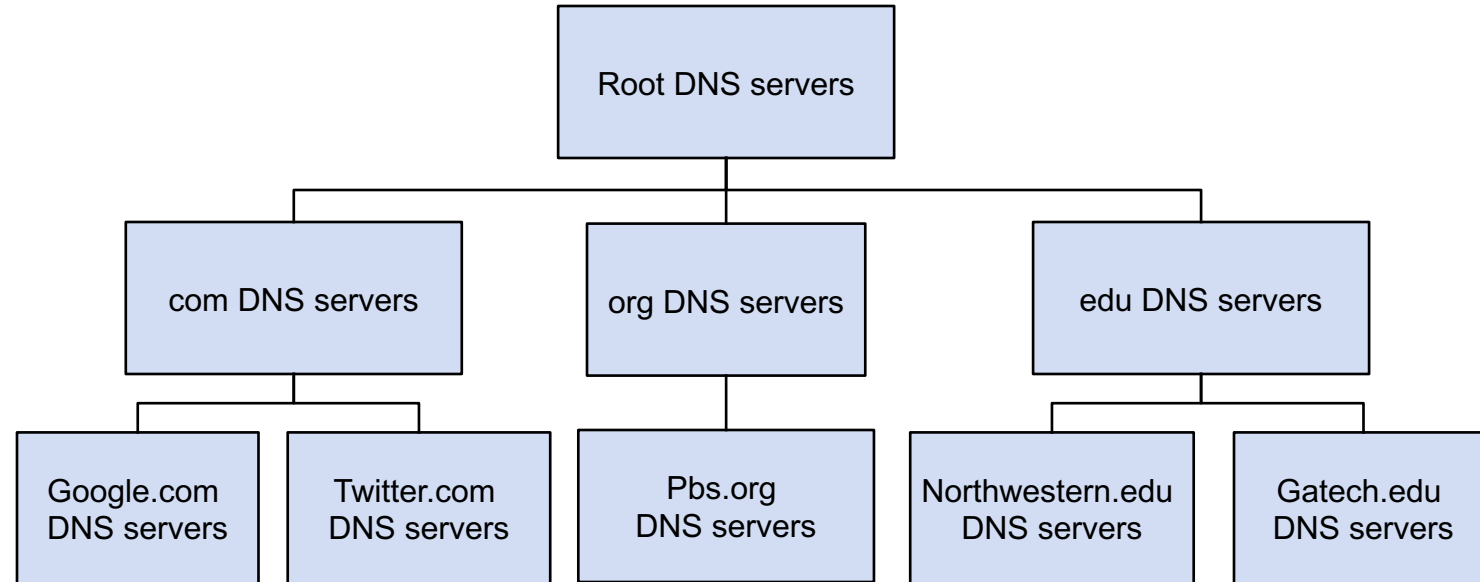 Root DNS servers
com DNS servers
org DNS servers
edu DNS servers
Google.com
DNS servers
Twitter.com
DNS servers
Pbs.org
DNS servers
Northwestern.edu
DNS servers
Gatech.edu
DNS servers